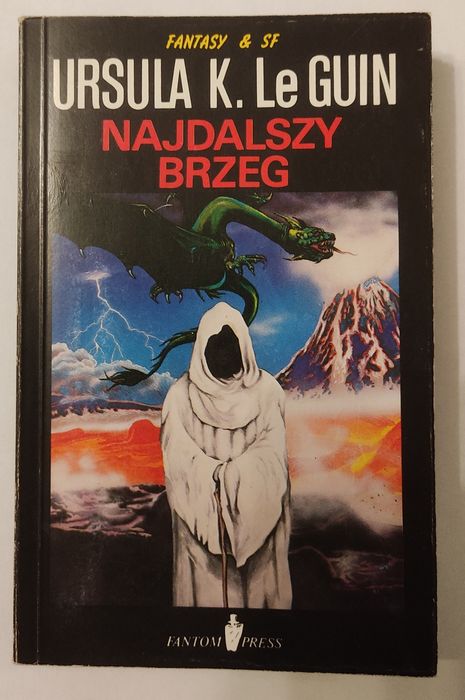 FANTASY & SF
URSULA K. Le GUIN
NAJDALSZY
BRZEG
FANTOM PRESS